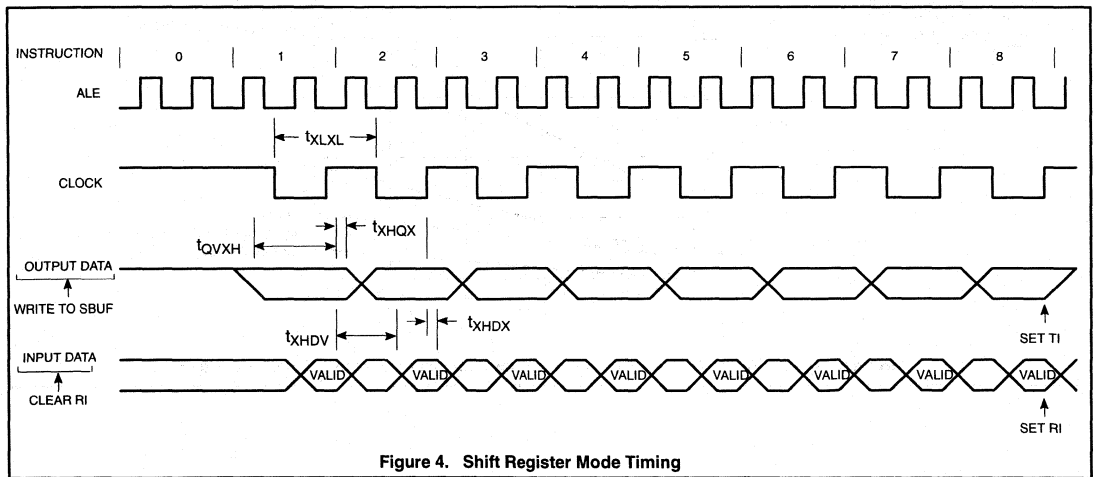 INSTRUCTION | 0 | 1 | 2 | 3 | 4 | 5 | 6 | 7 | 8 |
ALE
tXLXL
CLOCK
tQVXH
tXHQX
OUTPUT DATA
WRITE TO SBUF
tXHDV
tXHDX
SET TI
INPUT DATA
VALID VALID VALID VALID VALID VALID VALID VALID
CLEAR RI
SET RI
Figure 4. Shift Register Mode Timing